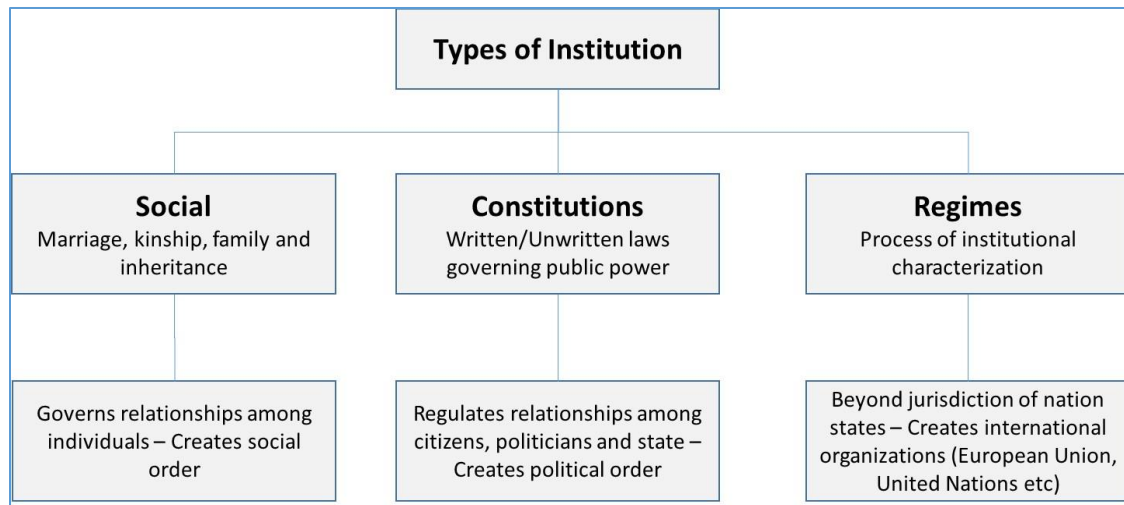 Types of Institution
Social
Marriage, kinship, family and
inheritance
Constitutions
Written/Unwritten laws
governing public power
Regimes
Process of institutional
characterization
Governs relationships among
individuals – Creates social
order
Regulates relationships among
citizens, politicians and state –
Creates political order
Beyond jurisdiction of nation
states – Creates international
organizations (European Union,
United Nations etc)